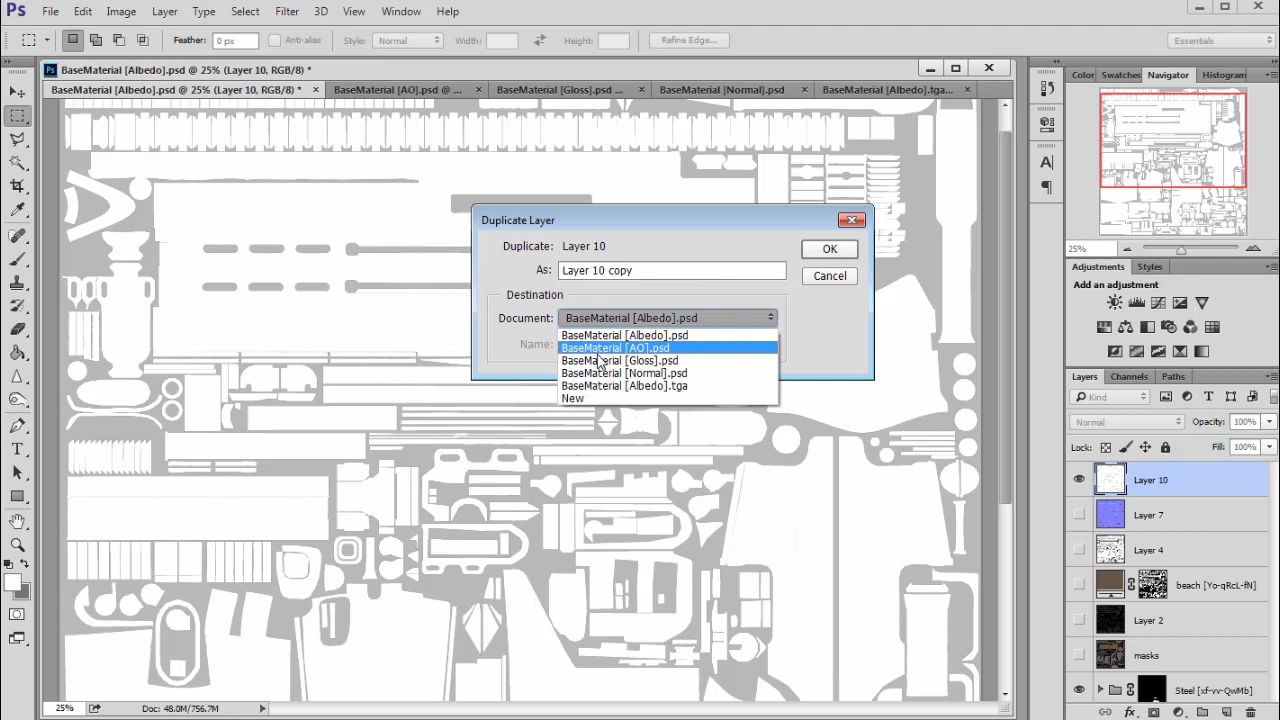 Ps File Edit Image Layer Type Select Filter 3D View Window Help
Feather: 0 px Anti-alias Style: Normal Width: Height: Refine Edge... Essentials
BaseMaterial [Albedo].psd @ 25% (Layer 10, RGB/8) *
BaseMaterial [Albedo].psd @ 25% (Layer 10, RGB/8) * BaseMaterial [AO].psd @ ... BaseMaterial [Gloss].psd ... BaseMaterial [Normal].psd BaseMaterial [Albedo].tga...
Color Swatches Navigator Histogram
Duplicate Layer
Duplicate: Layer 10
OK
As: Layer 10 copy
Cancel
Destination
Document: BaseMaterial [Albedo].psd
BaseMaterial [Albedo].psd
BaseMaterial [AO].psd
Name:
BaseMaterial [Gloss].psd
BaseMaterial [Normal].psd
BaseMaterial [Albedo].tga
New
25%
Adjustments Styles
Add an adjustment
Layers Channels Paths
Kind
Normal Opacity: 100%
Lock: Fill: 100%
Layer 10
Layer 7
Layer 4
beach [Yo-qRcL-fN]
Layer 2
masks
Steel [xf-vv-QwMb]
25% Doc: 48.0M/756.7M
fx